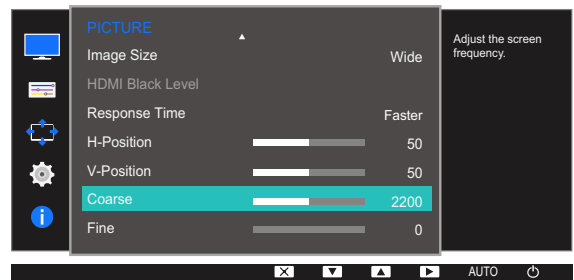 PICTURE
Image Size Wide
HDMI Black Level
Response Time Faster
H-Position 50
V-Position 50
Coarse 2200
Fine 0
Adjust the screen
frequency.
AUTO